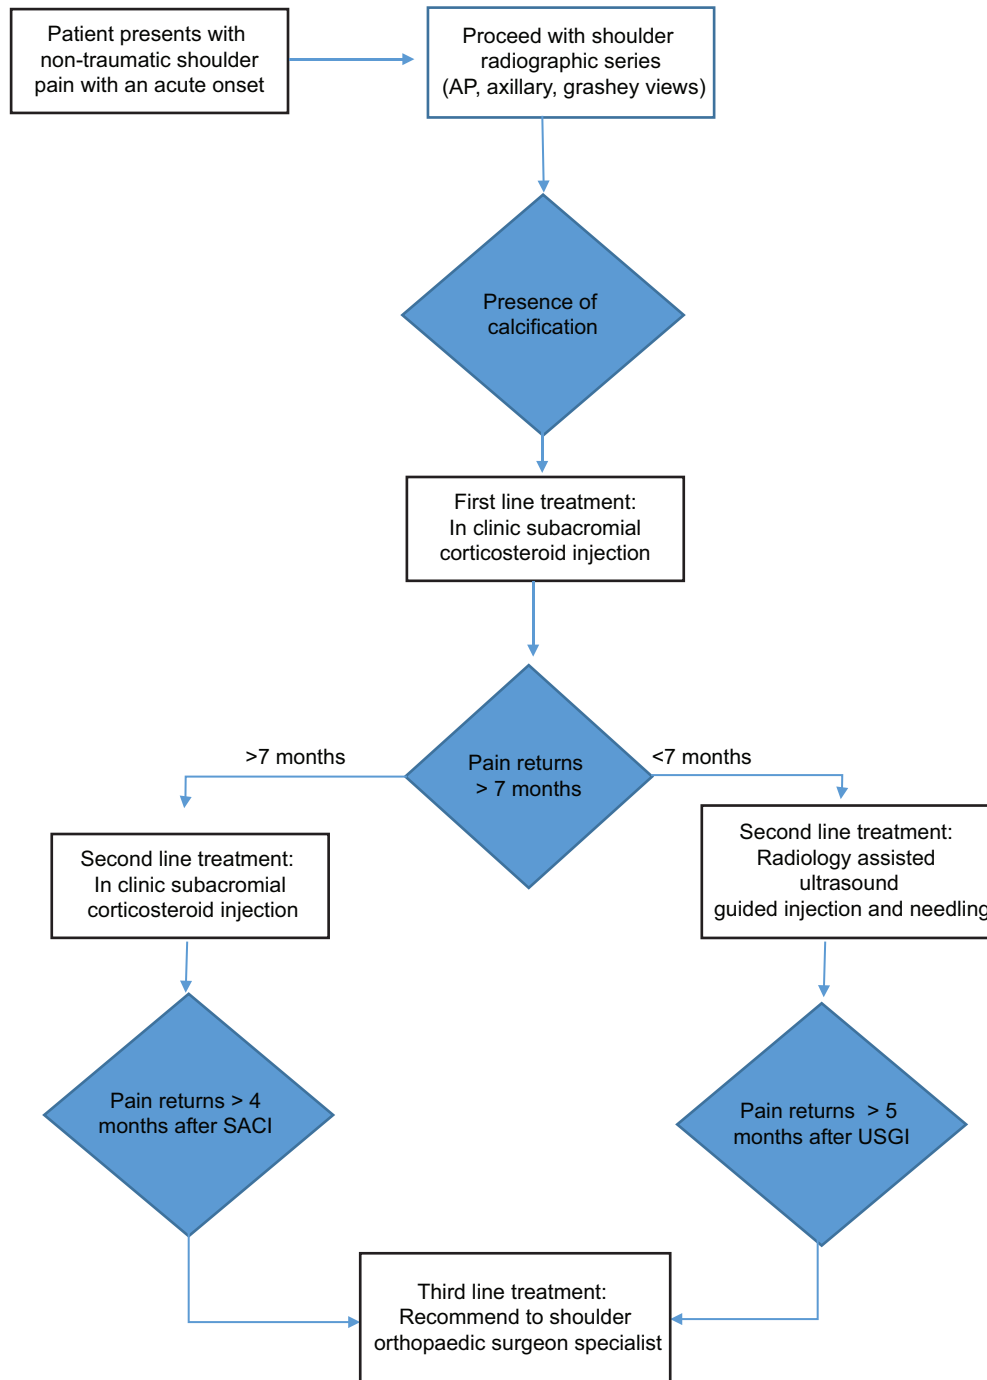 Patient presents with
non-traumatic shoulder
pain with an acute onset
Proceed with shoulder
radiographic series
(AP, axillary, grashey views)
Presence of
calcification
First line treatment:
In clinic subacromial
corticosteroid injection
>7 months
Pain returns
> 7 months
<7 months
Second line treatment:
In clinic subacromial
corticosteroid injection
Second line treatment:
Radiology assisted
ultrasound
guided injection and needling
Pain returns > 4
months after SACI
Pain returns > 5
months after USGI
Third line treatment:
Recommend to shoulder
orthopaedic surgeon specialist